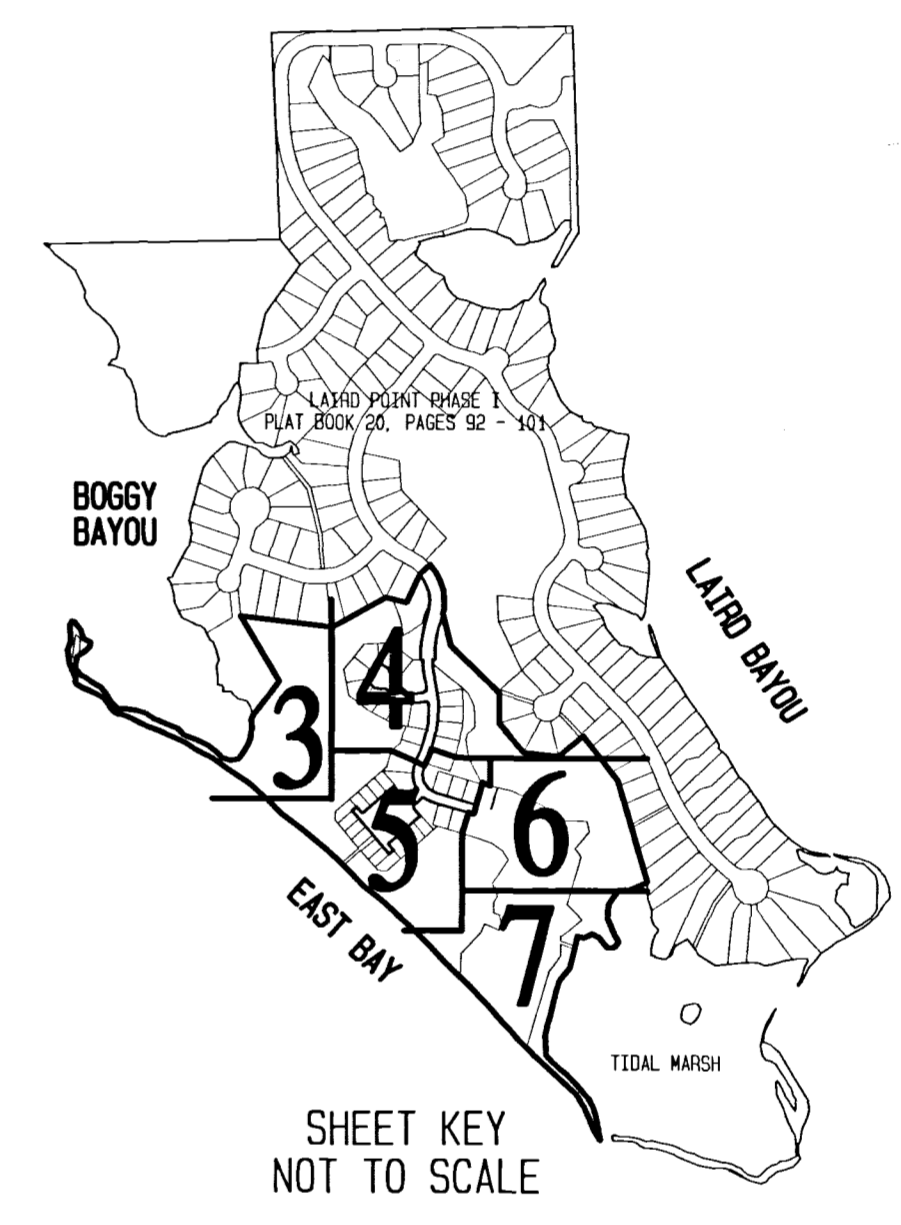 LAIRD POINT PHASE I
PLAT BOOK 20, PAGES 92 - 101
BOGGY
BAYOU
LAIRD BAYOU
4
3
5
6
EAST BAY
7
TIDAL MARSH
SHEET KEY
NOT TO SCALE